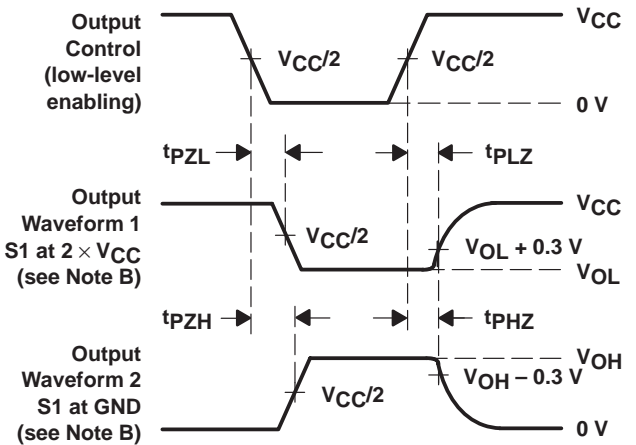 Output
Control
(low-level
enabling)
VCC
VCC/2
VCC/2
0 V
tPZL
tPLZ
Output
Waveform 1
S1 at 2 × VCC
(see Note B)
VCC
VCC/2
VOL + 0.3 V
VOL
tPZH
tPHZ
Output
Waveform 2
S1 at GND
(see Note B)
VOH
VOH – 0.3 V
VCC/2
0 V